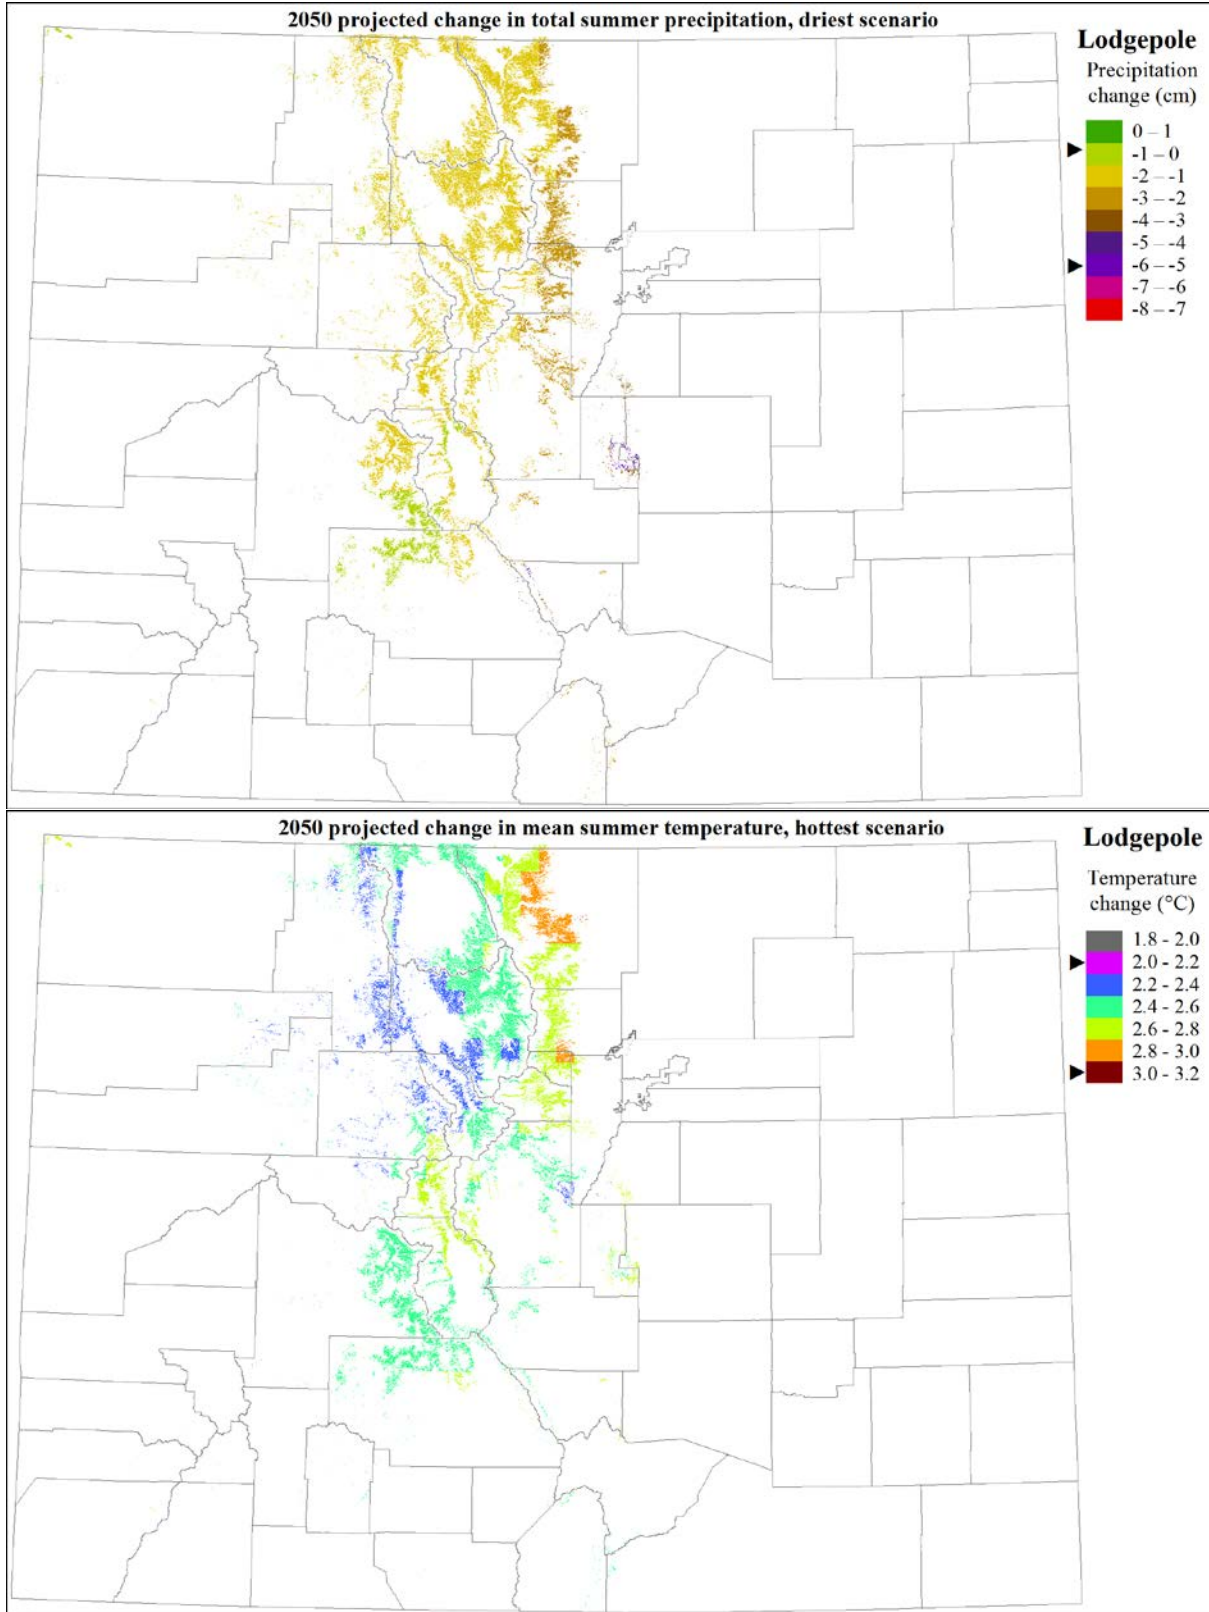 2050 projected change in total summer precipitation, driest scenario
Lodgepole
Precipitation
change (cm)
0 – 1
-1 – 0
-2 – -1
-3 – -2
-4 – -3
-5 – -4
-6 – -5
-7 – -6
-8 – -7
2050 projected change in mean summer temperature, hottest scenario
Lodgepole
Temperature
change (°C)
1.8 - 2.0
2.0 - 2.2
2.2 - 2.4
2.4 - 2.6
2.6 - 2.8
2.8 - 3.0
3.0 - 3.2